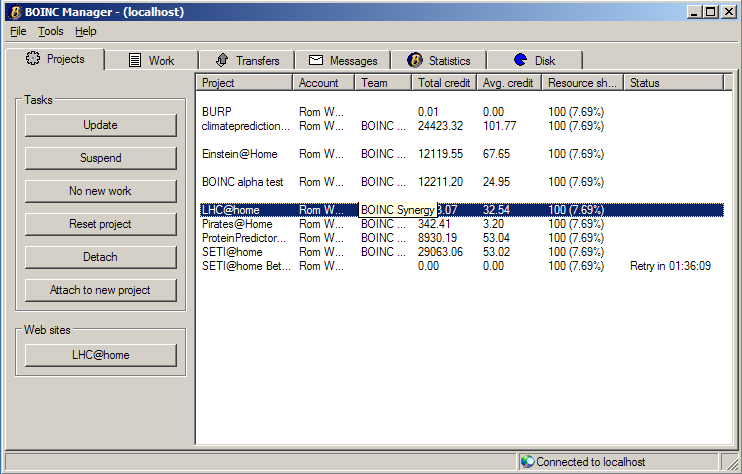 BOINC Manager - (localhost)
File Tools Help
Projects Work Transfers Messages Statistics Disk
Project Account Team Total credit Avg. credit Resource sh... Status
Tasks
Update
Suspend
No new work
Reset project
Detach
Attach to new project
Web sites
LHC@home
BURP Rom W... 0.01 0.00 100 (7.69%)
climateprediction... Rom W... BOINC ... 24423.32 101.77 100 (7.69%)
Einstein@Home Rom W... BOINC ... 12119.55 67.65 100 (7.69%)
BOINC alpha test Rom W... BOINC ... 12211.20 24.95 100 (7.69%)
LHC@home Rom W... BOINC Synergy 3.07 32.54 100 (7.69%)
Pirates@Home Rom W... BOINC ... 342.41 3.20 100 (7.69%)
ProteinPredictor... Rom W... BOINC ... 8930.19 53.04 100 (7.69%)
SETI@home Rom W... BOINC ... 29063.06 53.02 100 (7.69%)
SETI@home Bet... Rom W... 0.00 0.00 100 (7.69%) Retry in 01:36:09
Connected to localhost